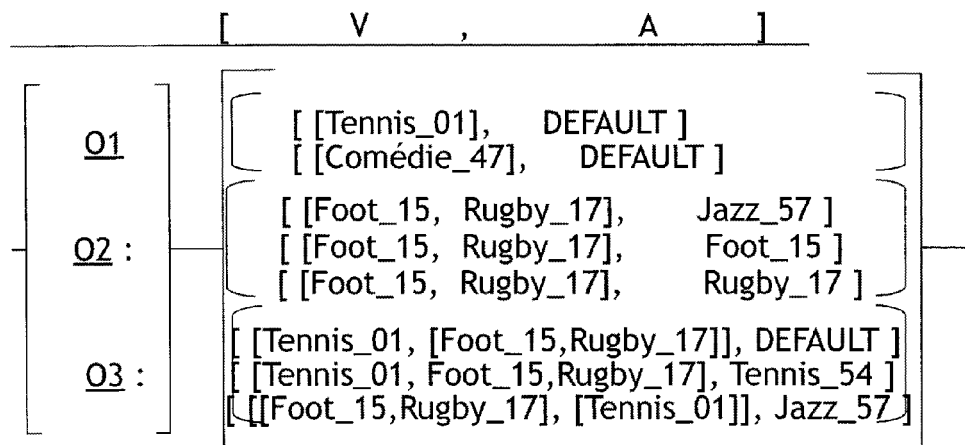 [ V , A ]
O1
[ [Tennis_01], DEFAULT ]
[ [Comédie_47], DEFAULT ]
O2 :
[ [Foot_15, Rugby_17], Jazz_57 ]
[ [Foot_15, Rugby_17], Foot_15 ]
[ [Foot_15, Rugby_17], Rugby_17 ]
O3 :
[ [Tennis_01, [Foot_15,Rugby_17]], DEFAULT ]
[ [Tennis_01, Foot_15,Rugby_17], Tennis_54 ]
[ [[Foot_15,Rugby_17], [Tennis_01]], Jazz_57 ]